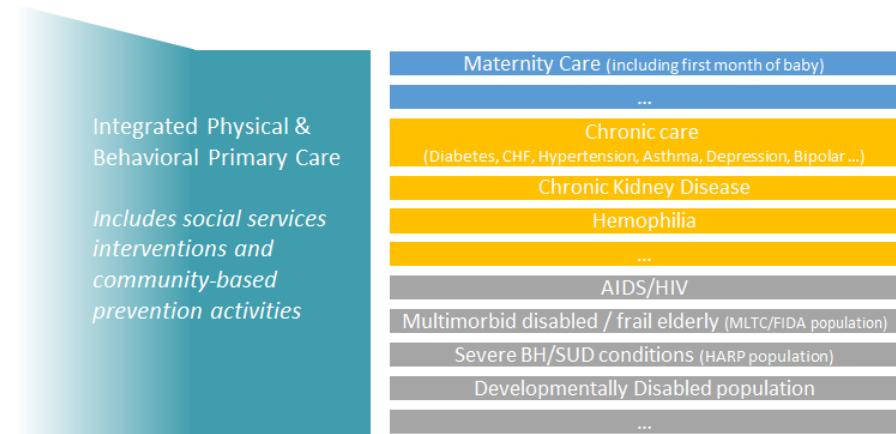 Integrated Physical &
Behavioral Primary Care
Includes social services
interventions and
community-based
prevention activities
Maternity Care (including first month of baby)
...
Chronic care
(Diabetes, CHF, Hypertension, Asthma, Depression, Bipolar ...)
Chronic Kidney Disease
Hemophilia
...
AIDS/HIV
Multimorbid disabled / frail elderly (MLTC/FIDA population)
Severe BH/SUD conditions (HARP population)
Developmentally Disabled population
...